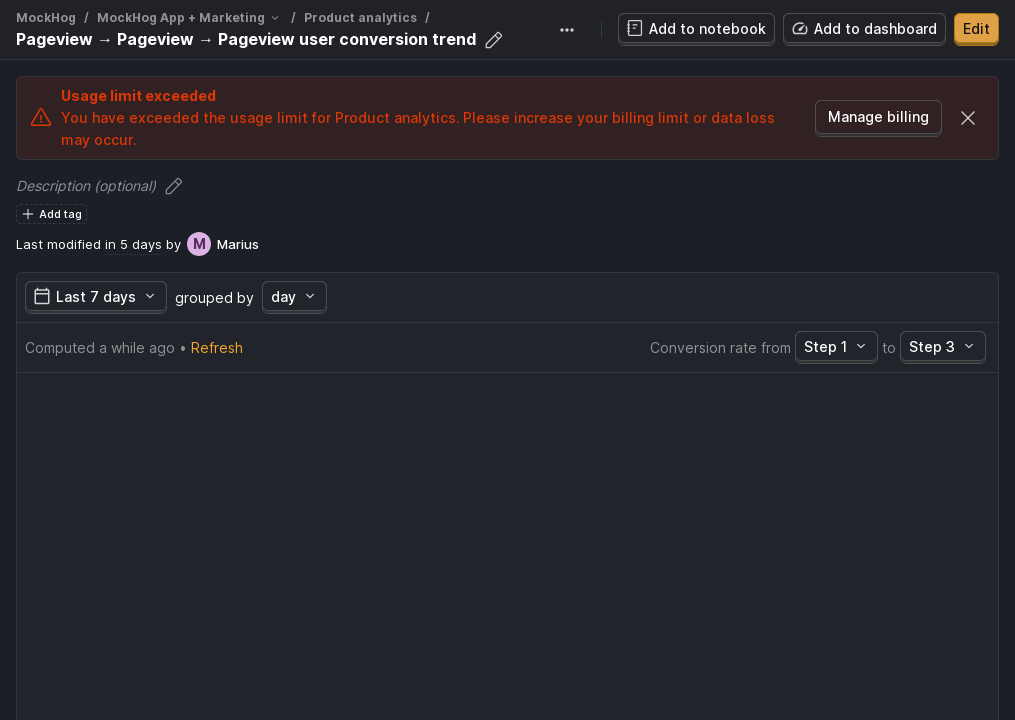 MockHog / MockHog App + Marketing / Product analytics /
Pageview → Pageview → Pageview user conversion trend
Add to notebook
Add to dashboard
Edit
Usage limit exceeded
You have exceeded the usage limit for Product analytics. Please increase your billing limit or data loss
may occur.
Manage billing
Description (optional)
Add tag
Last modified in 5 days by M Marius
Last 7 days grouped by day
Computed a while ago • Refresh
Conversion rate from Step 1 to Step 3